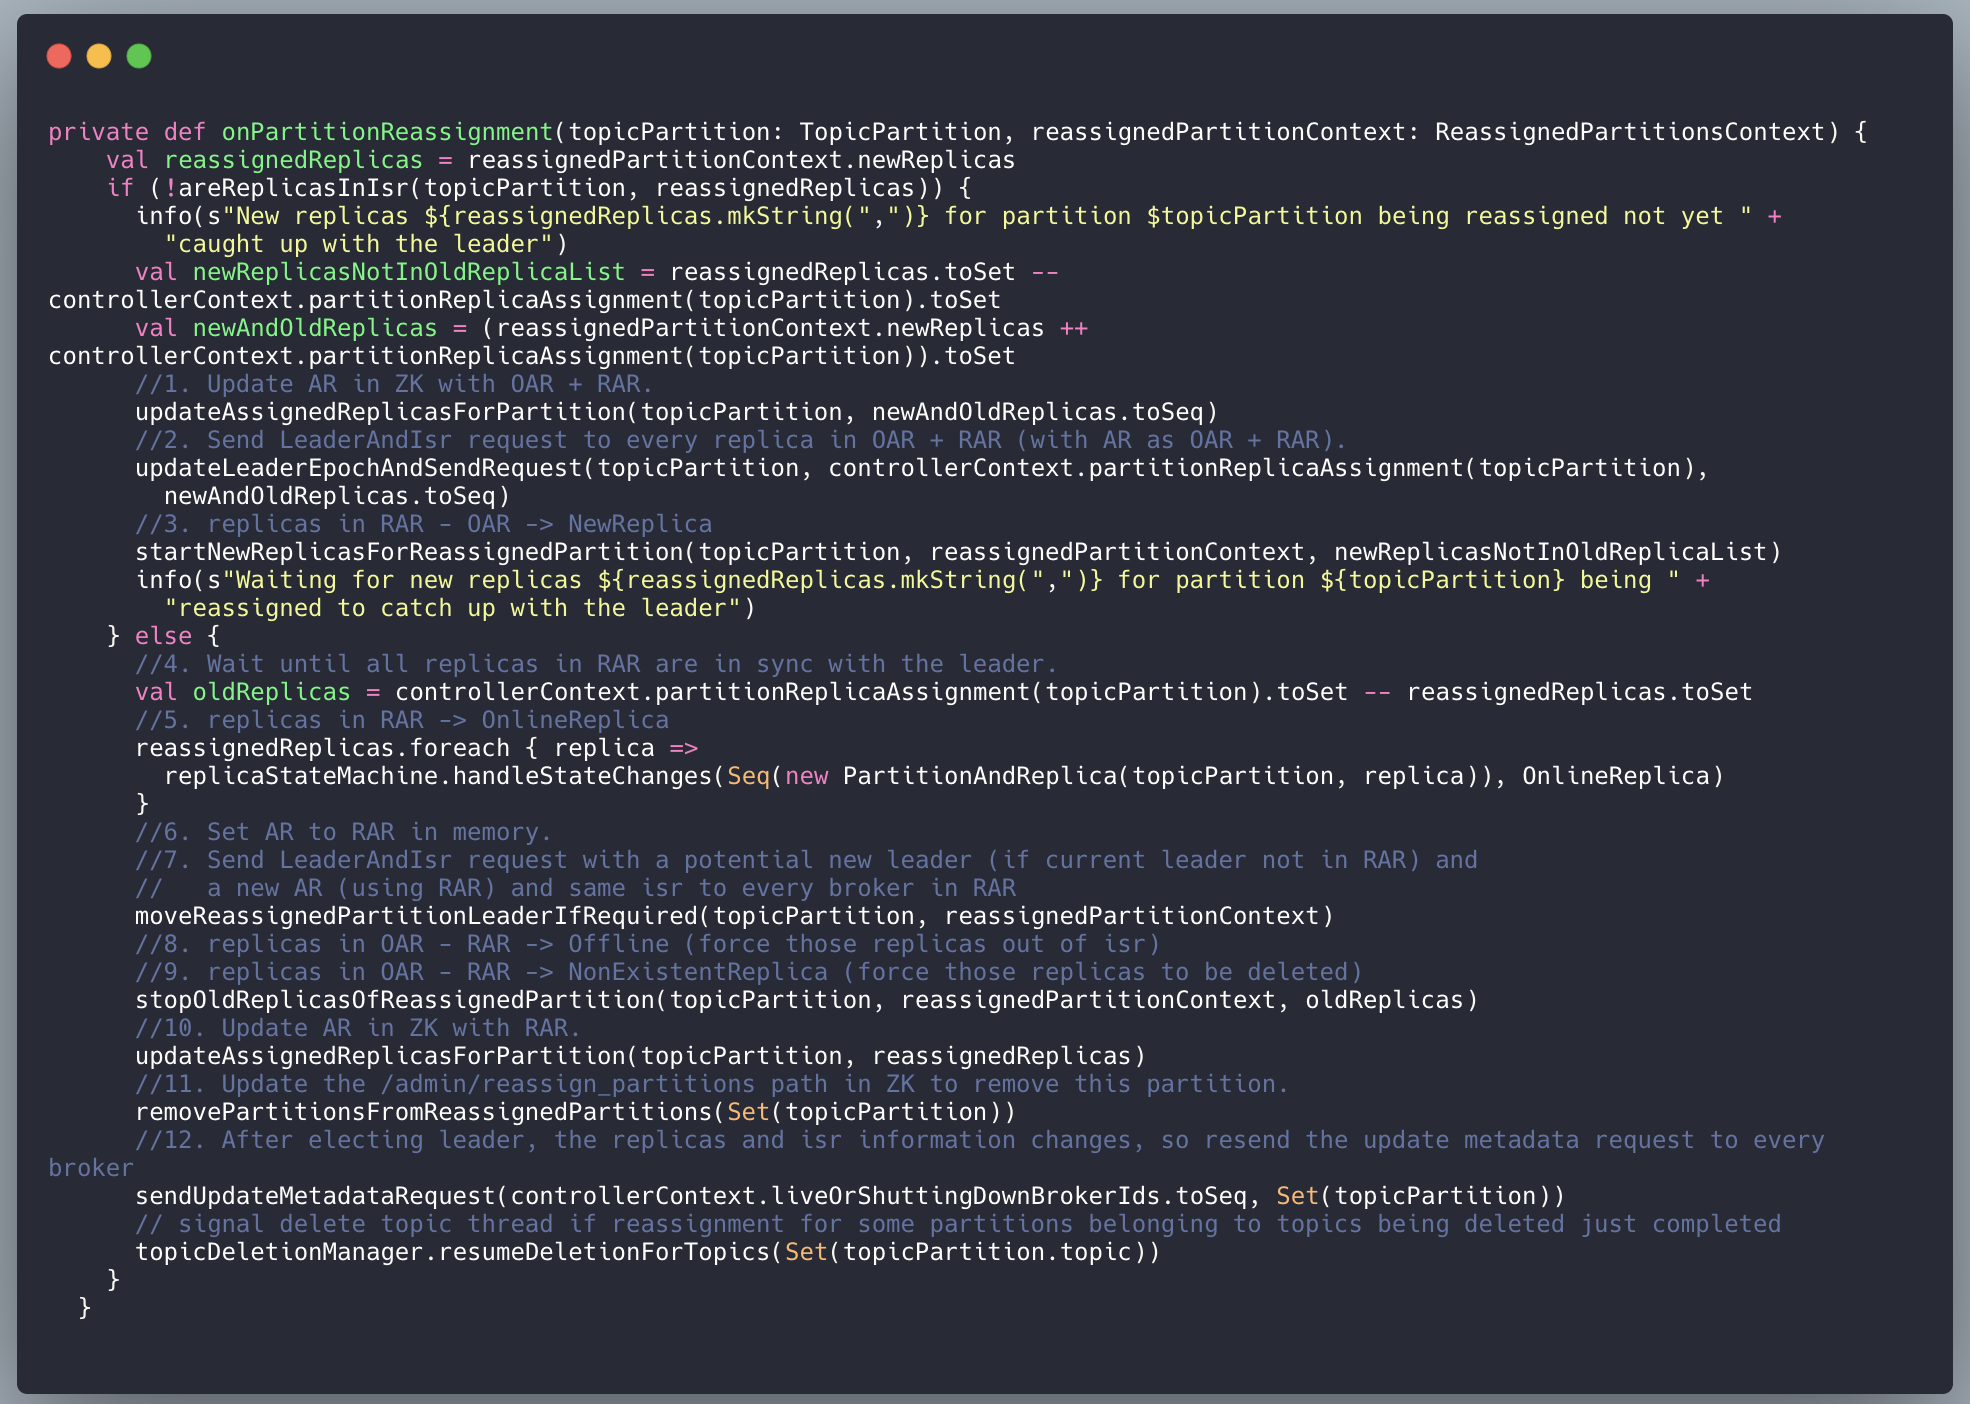 private def onPartitionReassignment(topicPartition: TopicPartition, reassignedPartitionContext: ReassignedPartitionsContext) {
    val reassignedReplicas = reassignedPartitionContext.newReplicas
    if (!areReplicasInIsr(topicPartition, reassignedReplicas)) {
      info(s"New replicas ${reassignedReplicas.mkString(",")} for partition $topicPartition being reassigned not yet " +
        "caught up with the leader")
      val newReplicasNotInOldReplicaList = reassignedReplicas.toSet --
controllerContext.partitionReplicaAssignment(topicPartition).toSet
      val newAndOldReplicas = (reassignedPartitionContext.newReplicas ++
controllerContext.partitionReplicaAssignment(topicPartition)).toSet
      //1. Update AR in ZK with OAR + RAR.
      updateAssignedReplicasForPartition(topicPartition, newAndOldReplicas.toSeq)
      //2. Send LeaderAndIsr request to every replica in OAR + RAR (with AR as OAR + RAR).
      updateLeaderEpochAndSendRequest(topicPartition, controllerContext.partitionReplicaAssignment(topicPartition),
        newAndOldReplicas.toSeq)
      //3. replicas in RAR - OAR -> NewReplica
      startNewReplicasForReassignedPartition(topicPartition, reassignedPartitionContext, newReplicasNotInOldReplicaList)
      info(s"Waiting for new replicas ${reassignedReplicas.mkString(",")} for partition ${topicPartition} being " +
        "reassigned to catch up with the leader")
    } else {
      //4. Wait until all replicas in RAR are in sync with the leader.
      val oldReplicas = controllerContext.partitionReplicaAssignment(topicPartition).toSet -- reassignedReplicas.toSet
      //5. replicas in RAR -> OnlineReplica
      reassignedReplicas.foreach { replica =>
        replicaStateMachine.handleStateChanges(Seq(new PartitionAndReplica(topicPartition, replica)), OnlineReplica)
      }
      //6. Set AR to RAR in memory.
      //7. Send LeaderAndIsr request with a potential new leader (if current leader not in RAR) and
      //   a new AR (using RAR) and same isr to every broker in RAR
      moveReassignedPartitionLeaderIfRequired(topicPartition, reassignedPartitionContext)
      //8. replicas in OAR - RAR -> Offline (force those replicas out of isr)
      //9. replicas in OAR - RAR -> NonExistentReplica (force those replicas to be deleted)
      stopOldReplicasOfReassignedPartition(topicPartition, reassignedPartitionContext, oldReplicas)
      //10. Update AR in ZK with RAR.
      updateAssignedReplicasForPartition(topicPartition, reassignedReplicas)
      //11. Update the /admin/reassign_partitions path in ZK to remove this partition.
      removePartitionsFromReassignedPartitions(Set(topicPartition))
      //12. After electing leader, the replicas and isr information changes, so resend the update metadata request to every
broker
      sendUpdateMetadataRequest(controllerContext.liveOrShuttingDownBrokerIds.toSeq, Set(topicPartition))
      // signal delete topic thread if reassignment for some partitions belonging to topics being deleted just completed
      topicDeletionManager.resumeDeletionForTopics(Set(topicPartition.topic))
    }
  }